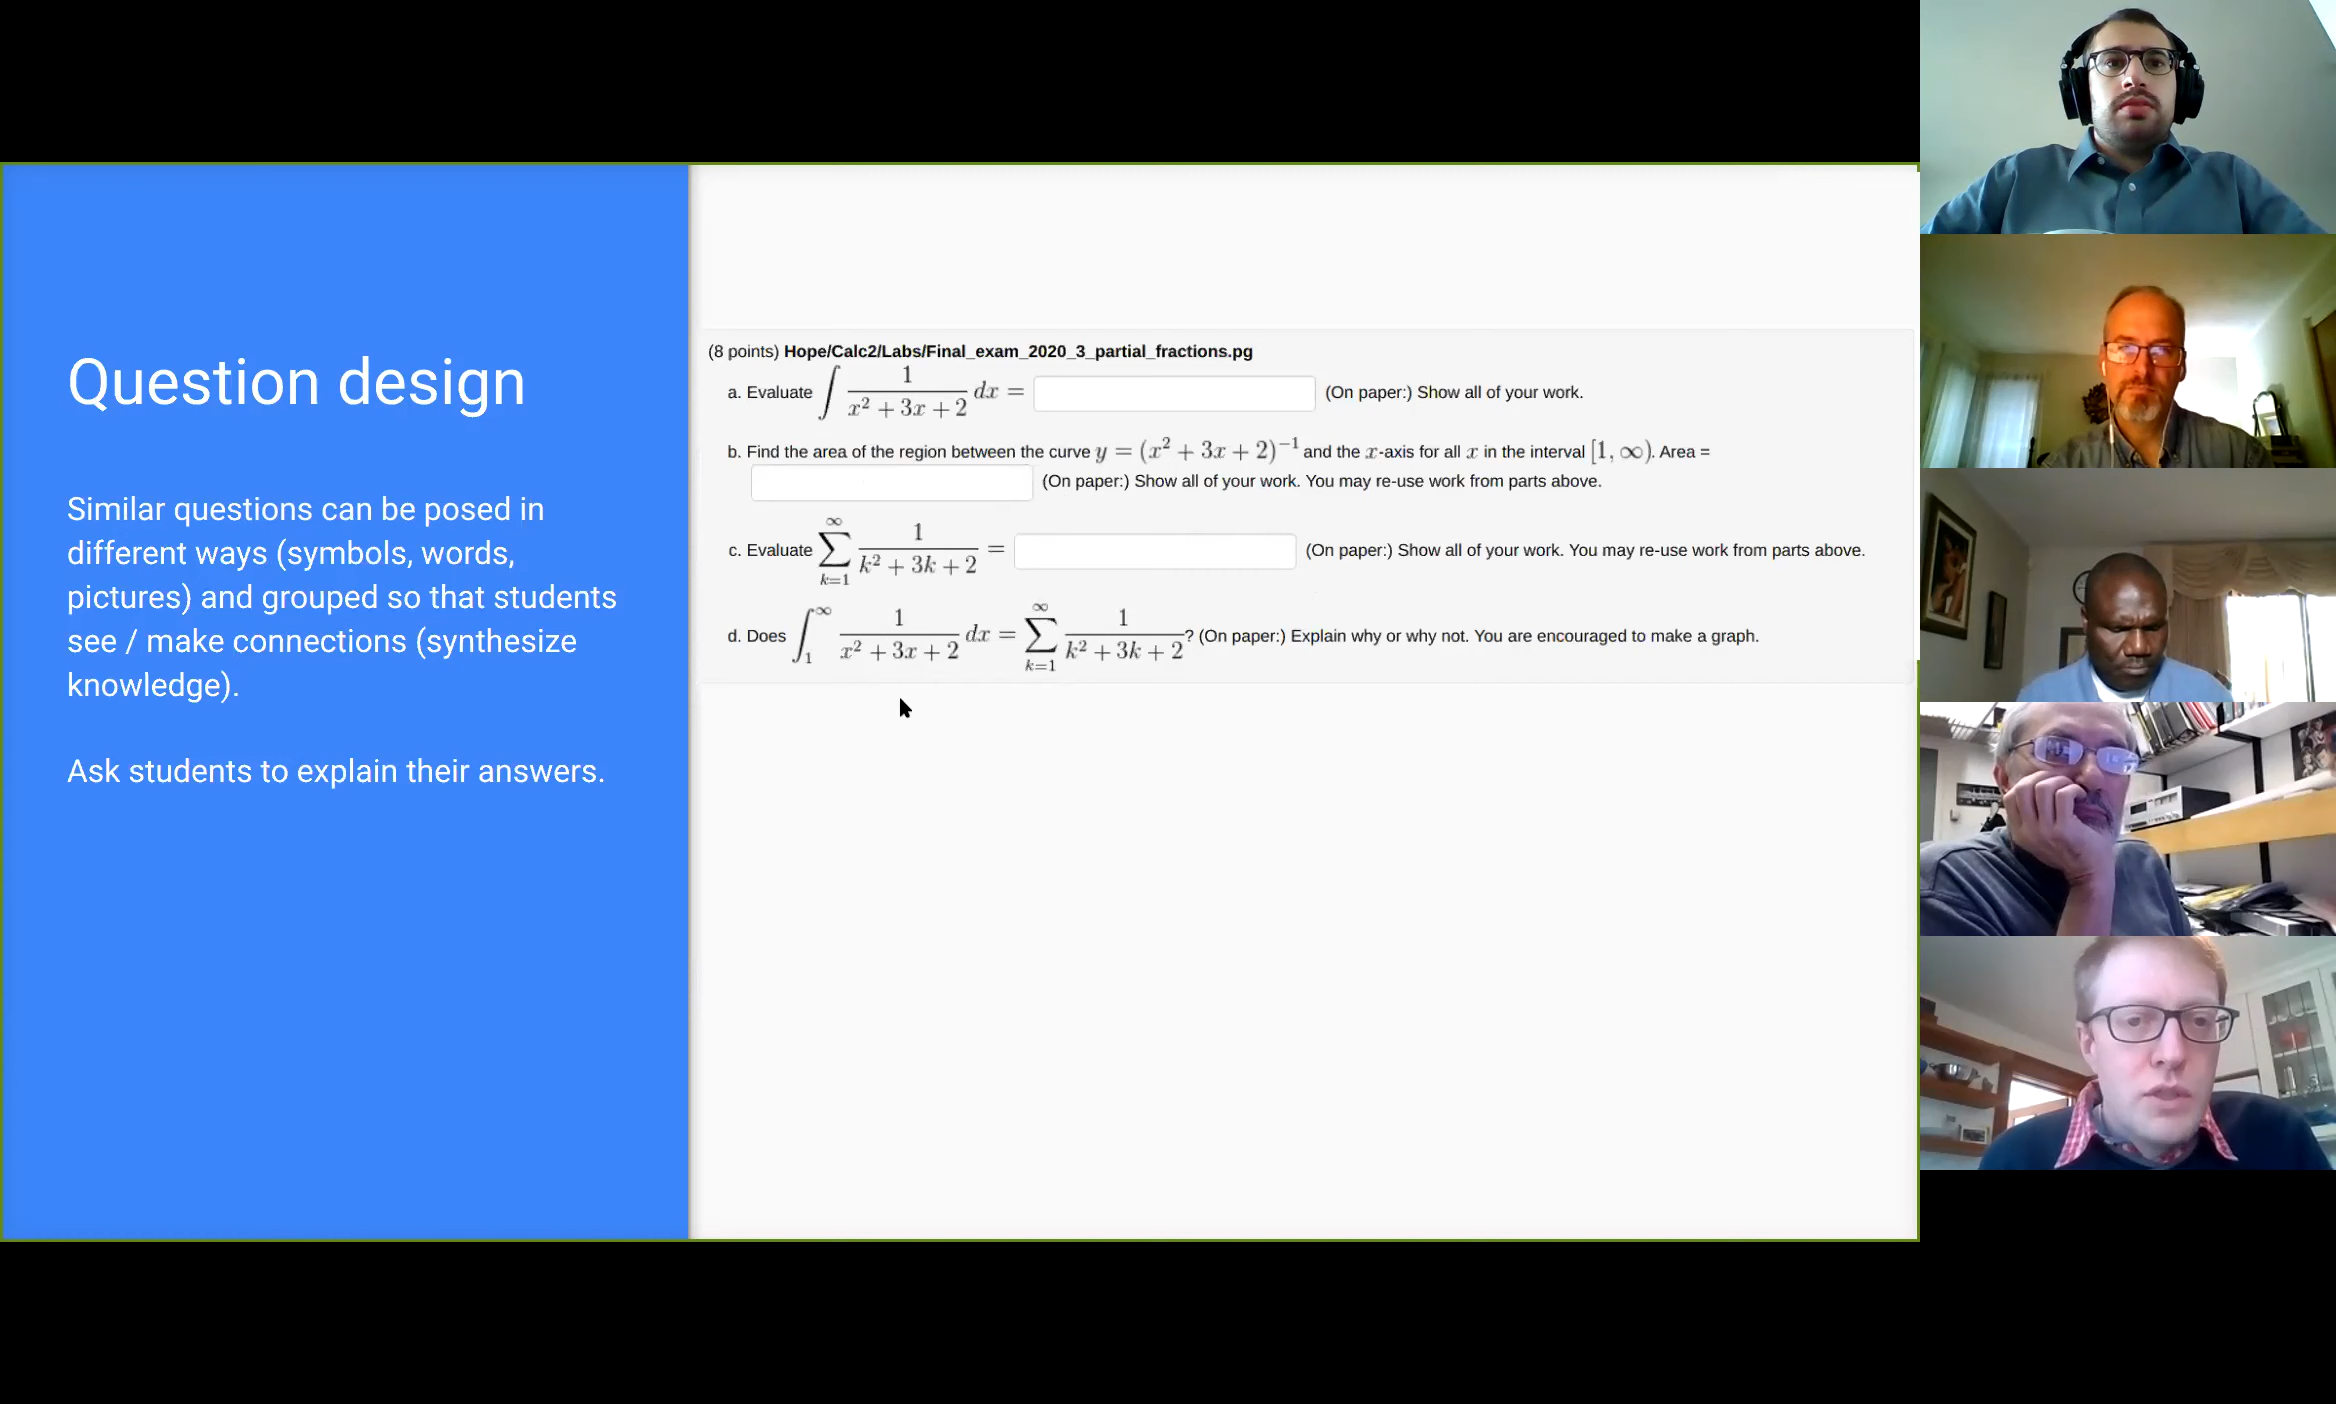 Question design
Similar questions can be posed in
different ways (symbols, words,
pictures) and grouped so that students
see / make connections (synthesize
knowledge).
Ask students to explain their answers.
(8 points) Hope/Calc2/Labs/Final_exam_2020_3_partial_fractions.pg
a. Evaluate ∫ 1/(x² + 3x + 2) dx = (On paper:) Show all of your work.
b. Find the area of the region between the curve y = (x² + 3x + 2)⁻¹ and the x-axis for all x in the interval [1, ∞). Area =
(On paper:) Show all of your work. You may re-use work from parts above.
c. Evaluate ∑_{k=1}^{∞} 1/(k² + 3k + 2) = (On paper:) Show all of your work. You may re-use work from parts above.
d. Does ∫_1^∞ 1/(x² + 3x + 2) dx = ∑_{k=1}^{∞} 1/(k² + 3k + 2)? (On paper:) Explain why or why not. You are encouraged to make a graph.